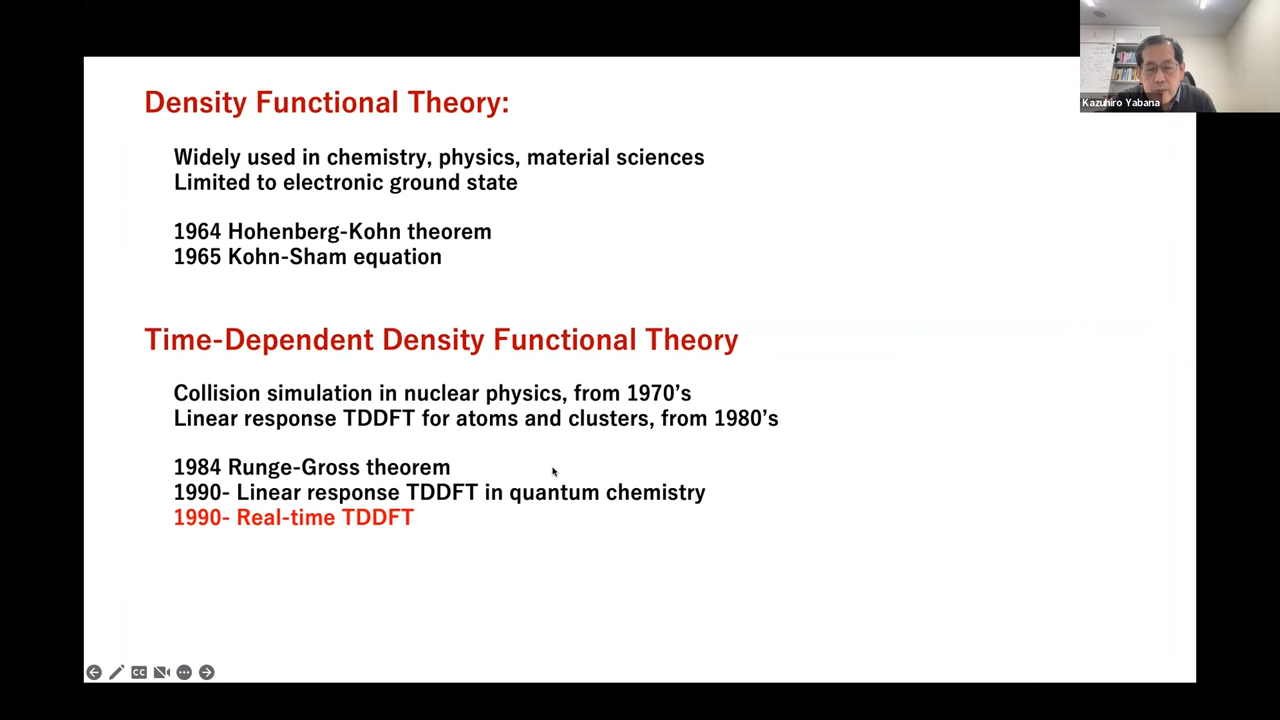 Density Functional Theory:
Widely used in chemistry, physics, material sciences
Limited to electronic ground state
1964 Hohenberg-Kohn theorem
1965 Kohn-Sham equation
Time-Dependent Density Functional Theory
Collision simulation in nuclear physics, from 1970's
Linear response TDDFT for atoms and clusters, from 1980's
1984 Runge-Gross theorem
1990- Linear response TDDFT in quantum chemistry
1990- Real-time TDDFT
Kazuhiro Yabana
CC